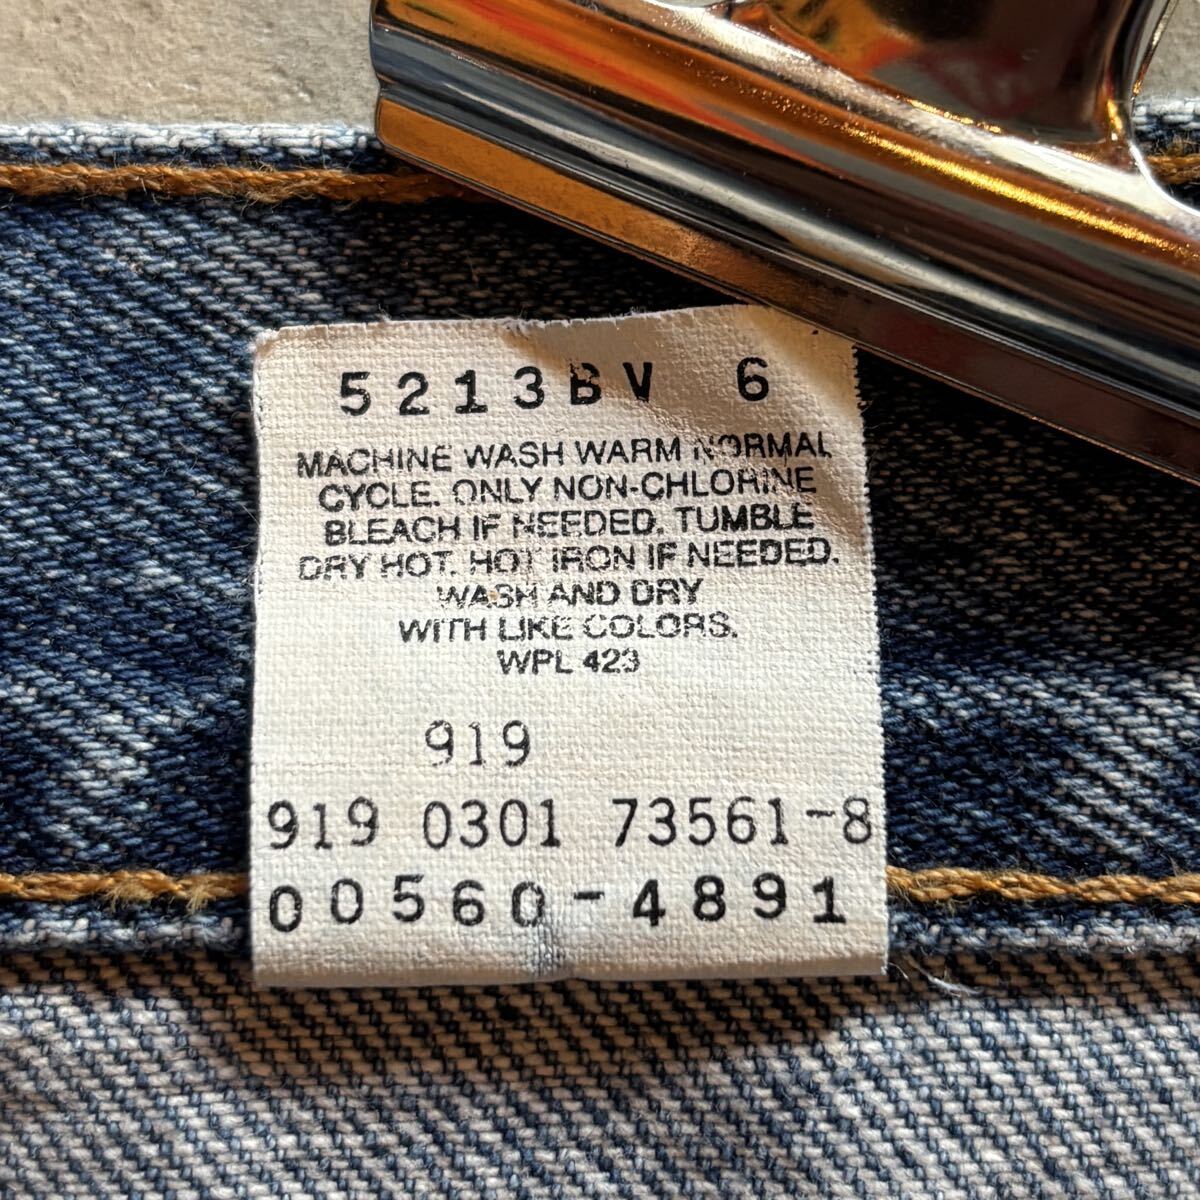 5213BV 6
MACHINE WASH WARM NORMAL
CYCLE. ONLY NON-CHLORINE
BLEACH IF NEEDED. TUMBLE
DRY HOT. HOT IRON IF NEEDED.
WASH AND DRY
WITH LIKE COLORS.
WPL 423
919
919 0301 73561-8
00560-4891